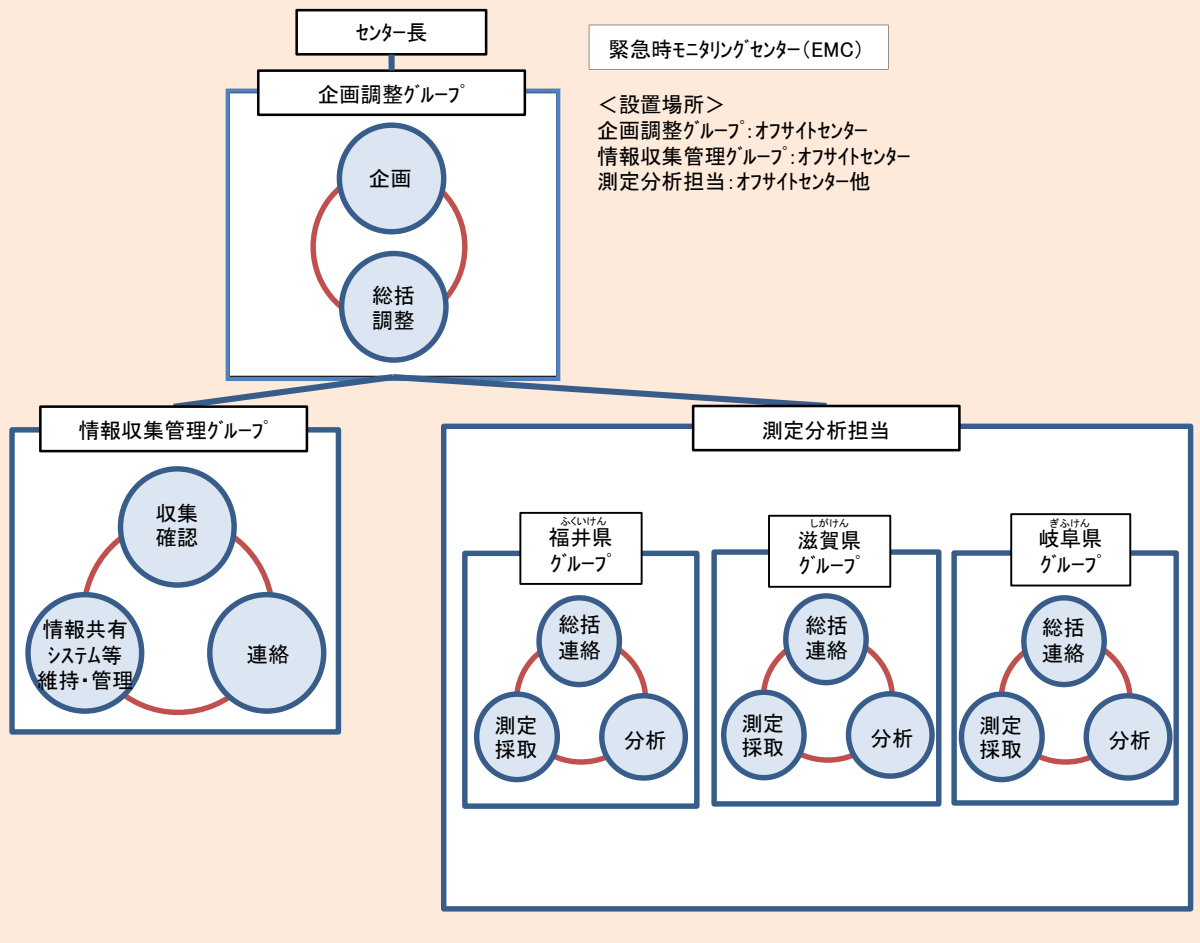 センター長
緊急時モニタリングセンター（EMC）
企画調整グループ
＜設置場所＞
企画調整グループ：オフサイトセンター
情報収集管理グループ：オフサイトセンター
測定分析担当：オフサイトセンター他
企画
総括
調整
情報収集管理グループ
収集
確認
情報共有
システム等
維持・管理
連絡
測定分析担当
ふくいけん
福井県
グループ
総括
連絡
測定
採取
分析
しがけん
滋賀県
グループ
総括
連絡
測定
採取
分析
ぎふけん
岐阜県
グループ
総括
連絡
測定
採取
分析